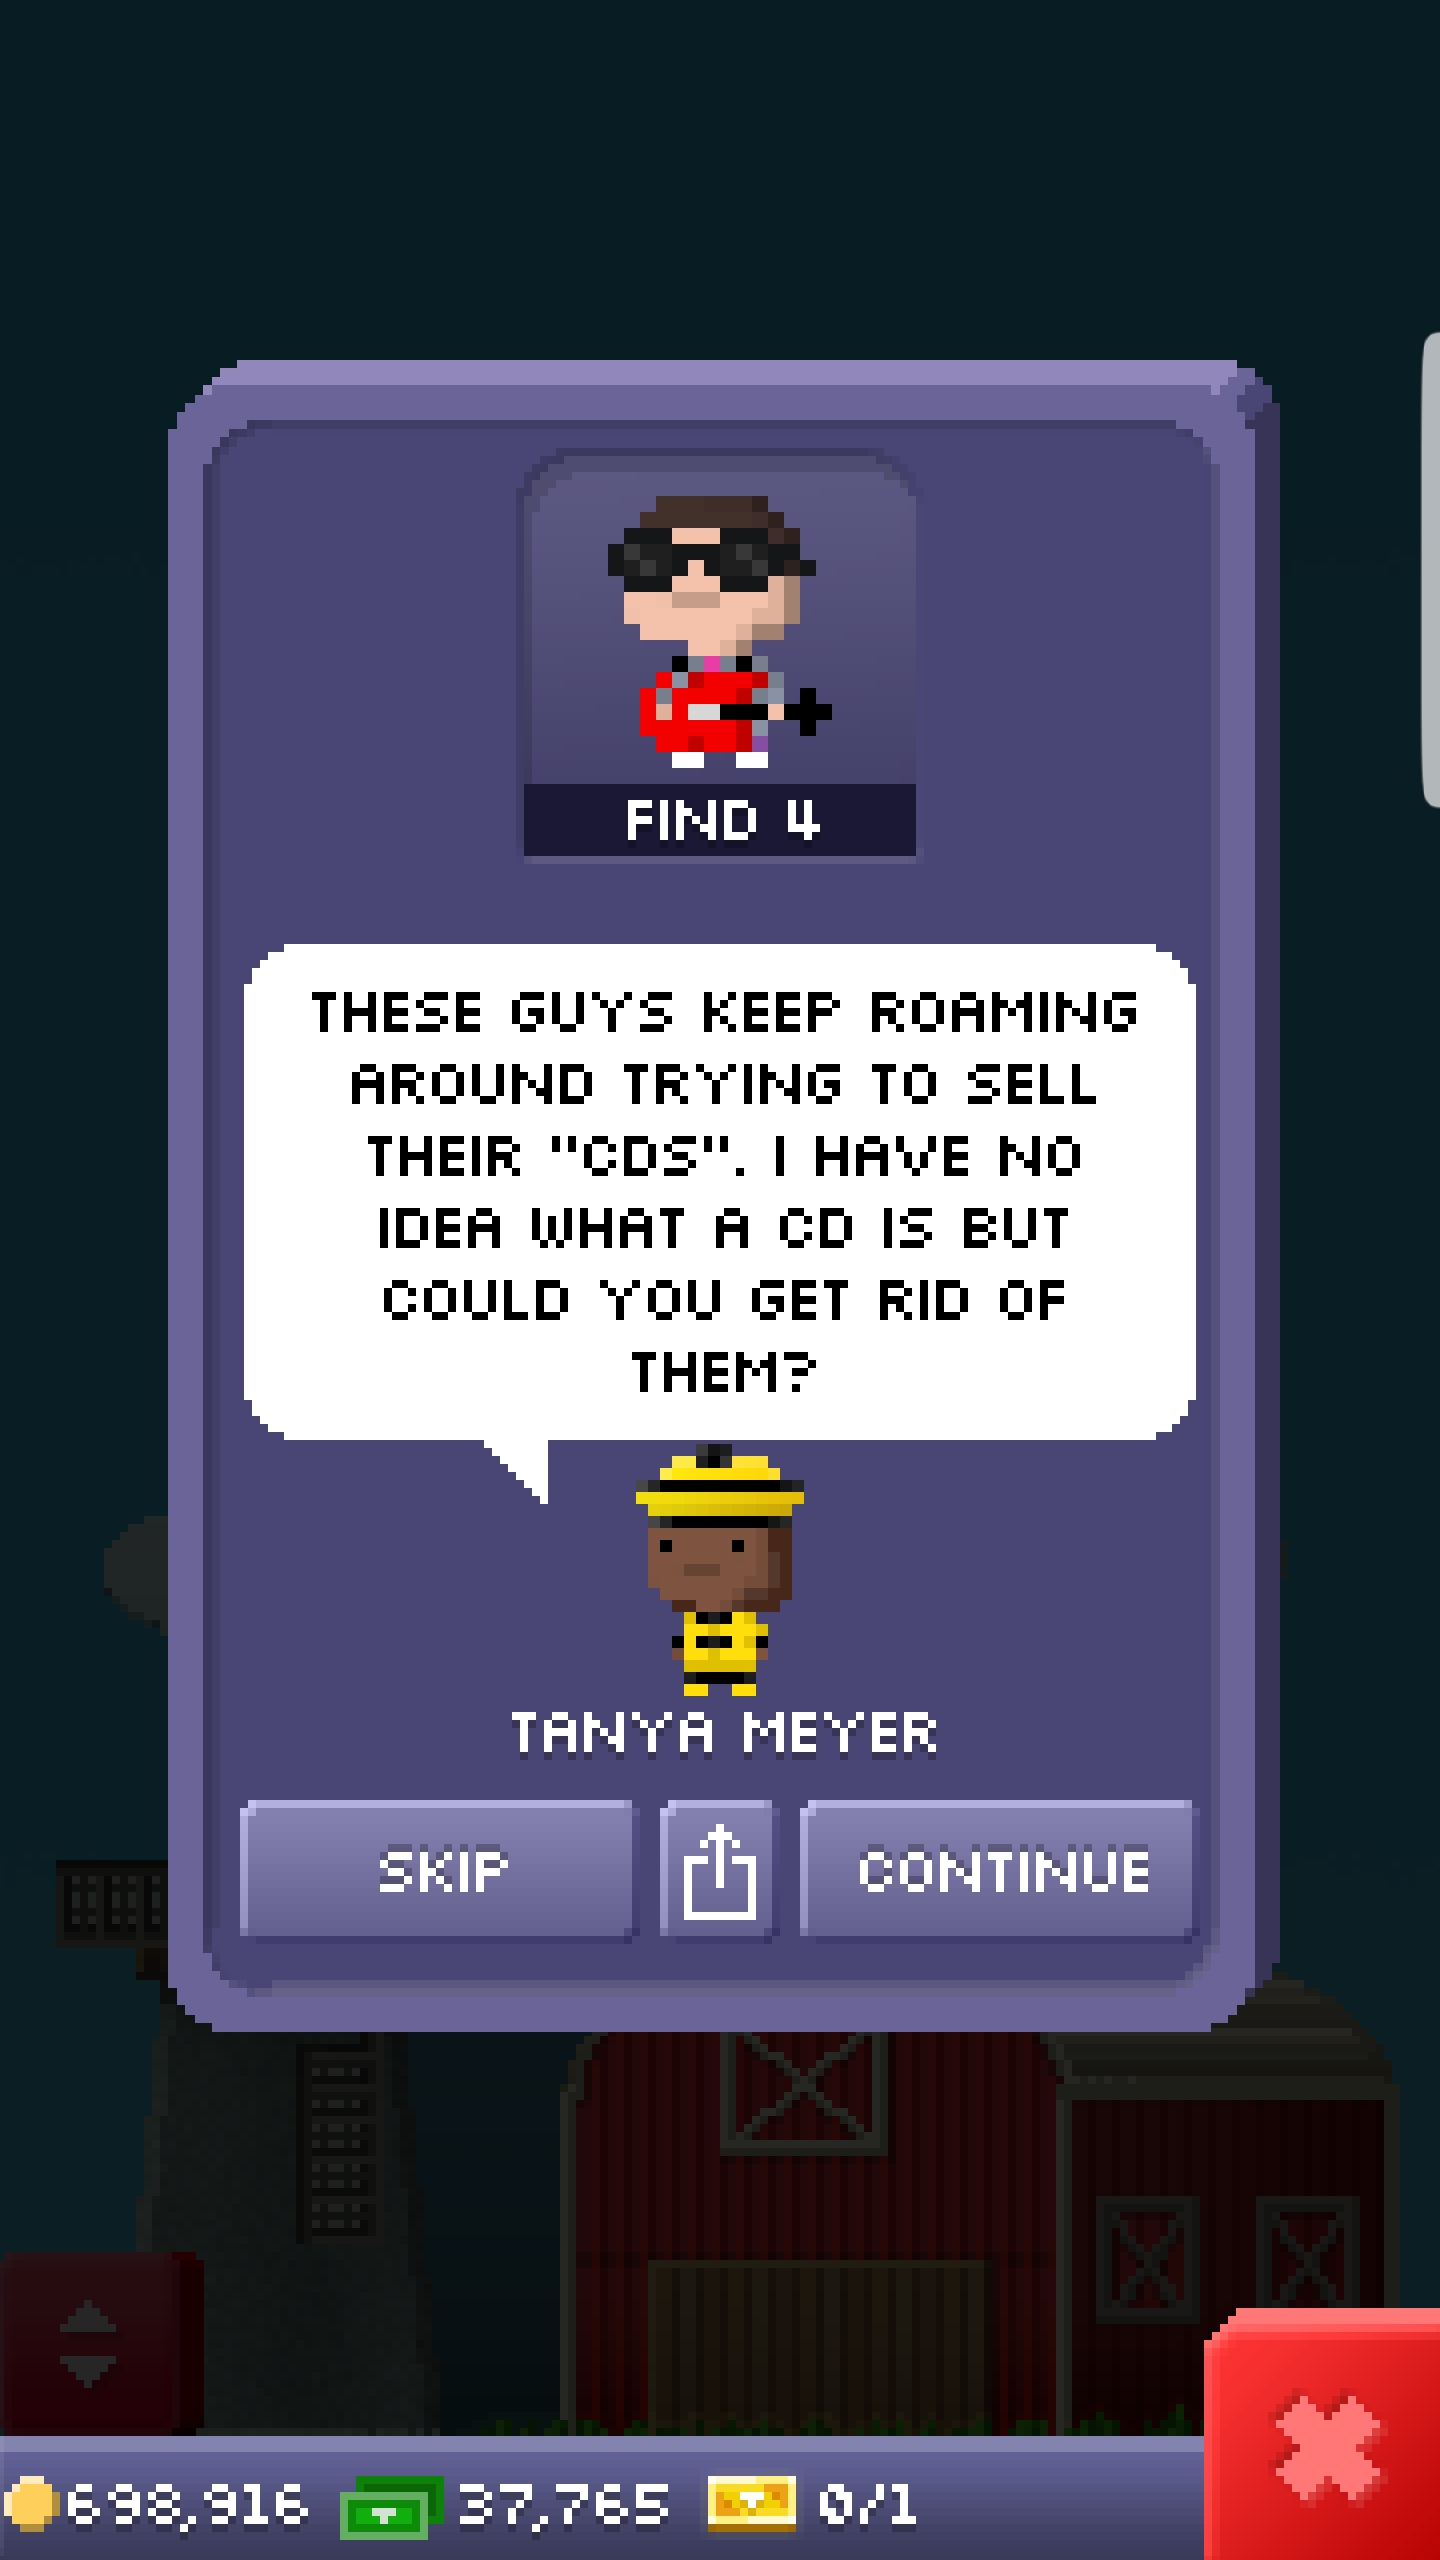 FIND 4
THESE GUYS KEEP ROAMING
AROUND TRYING TO SELL
THEIR "CDS". I HAVE NO
IDEA WHAT A CD IS BUT
COULD YOU GET RID OF
THEM?
TANYA MEYER
SKIP
CONTINUE
698,916 37,765 0/1